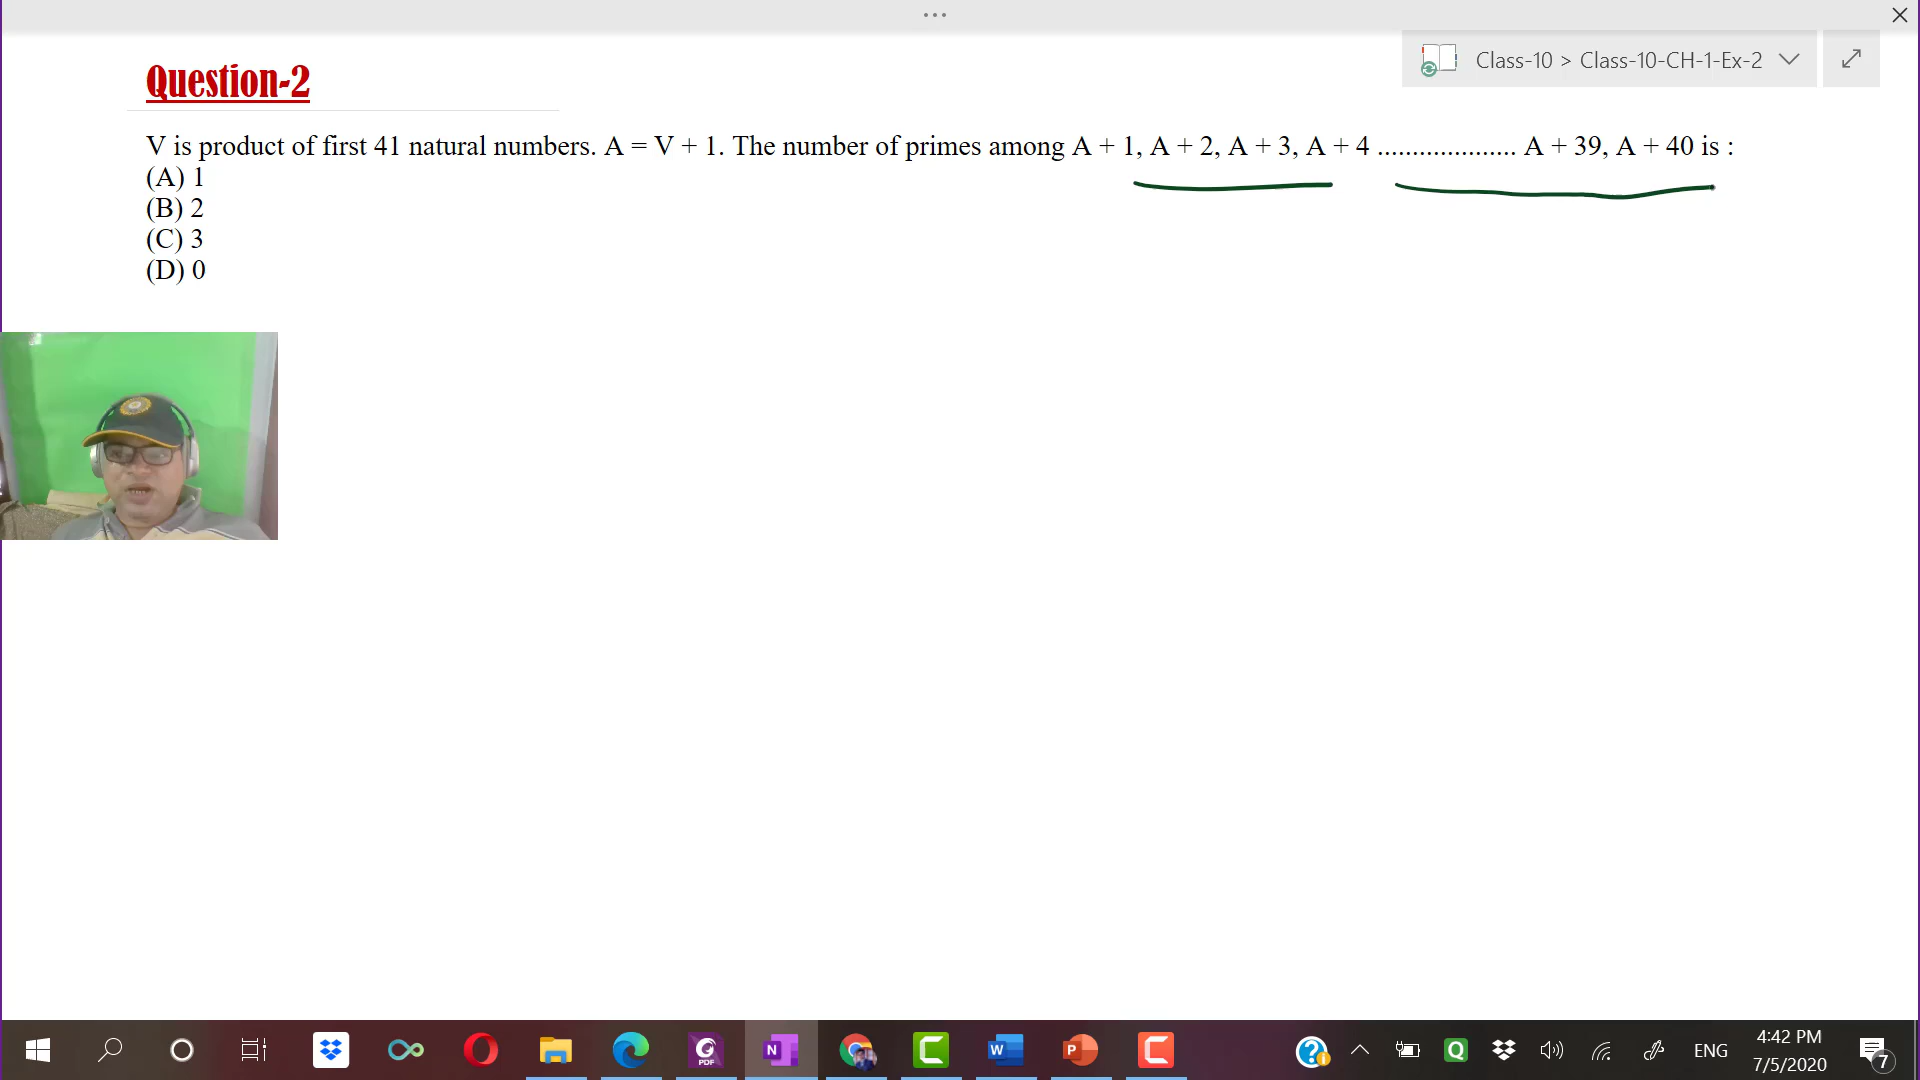 Question-2
Class-10 > Class-10-CH-1-Ex-2
V is product of first 41 natural numbers. A = V + 1. The number of primes among A + 1, A + 2, A + 3, A + 4 .................... A + 39, A + 40 is :
(A) 1
(B) 2
(C) 3
(D) 0
PDF
N
W
P
Q
ENG
4:42 PM
7/5/2020
7